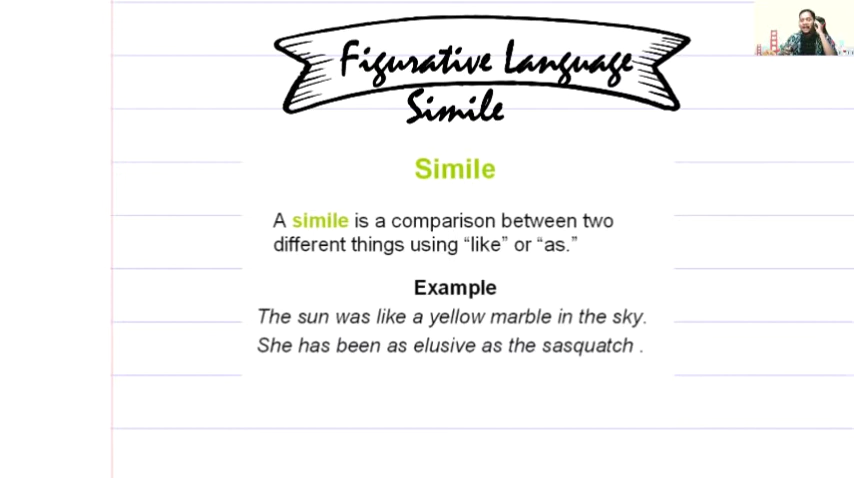 Figurative Language
Simile
Simile
A simile is a comparison between two
different things using “like” or “as.”
Example
The sun was like a yellow marble in the sky.
She has been as elusive as the sasquatch .